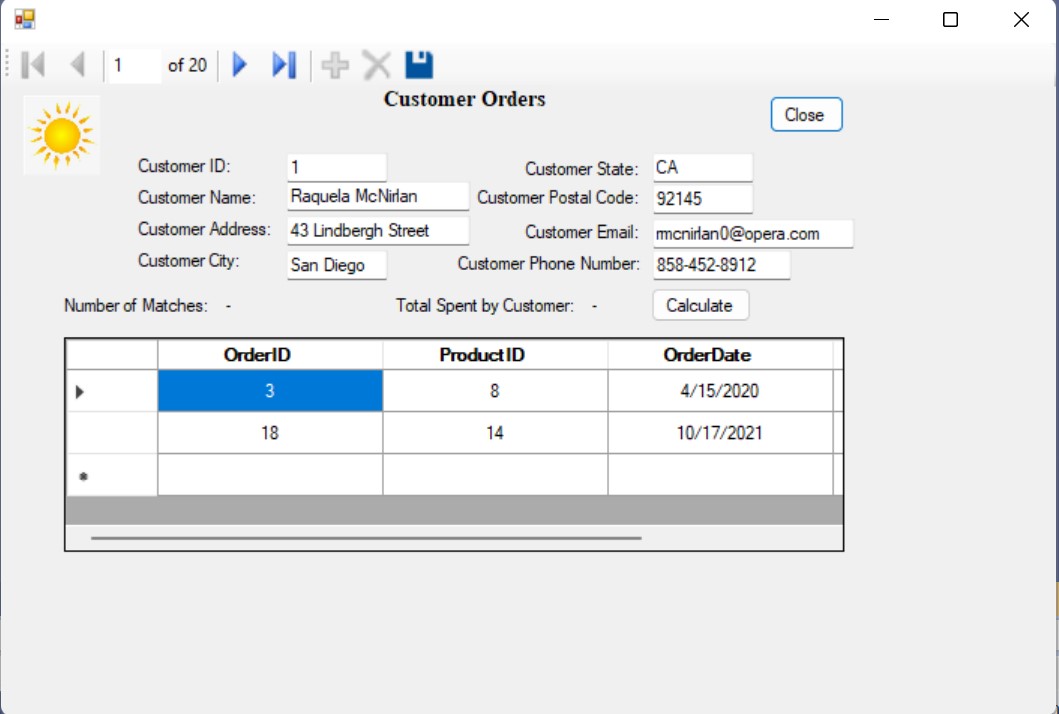 1 of 20
Customer Orders
Close
Customer ID: 1 Customer State: CA
Customer Name: Raquela McNirlan Customer Postal Code: 92145
Customer Address: 43 Lindbergh Street Customer Email: rmcnirlan0@opera.com
Customer City: San Diego Customer Phone Number: 858-452-8912
Number of Matches: - Total Spent by Customer: - Calculate
OrderID ProductID OrderDate
3 8 4/15/2020
18 14 10/17/2021